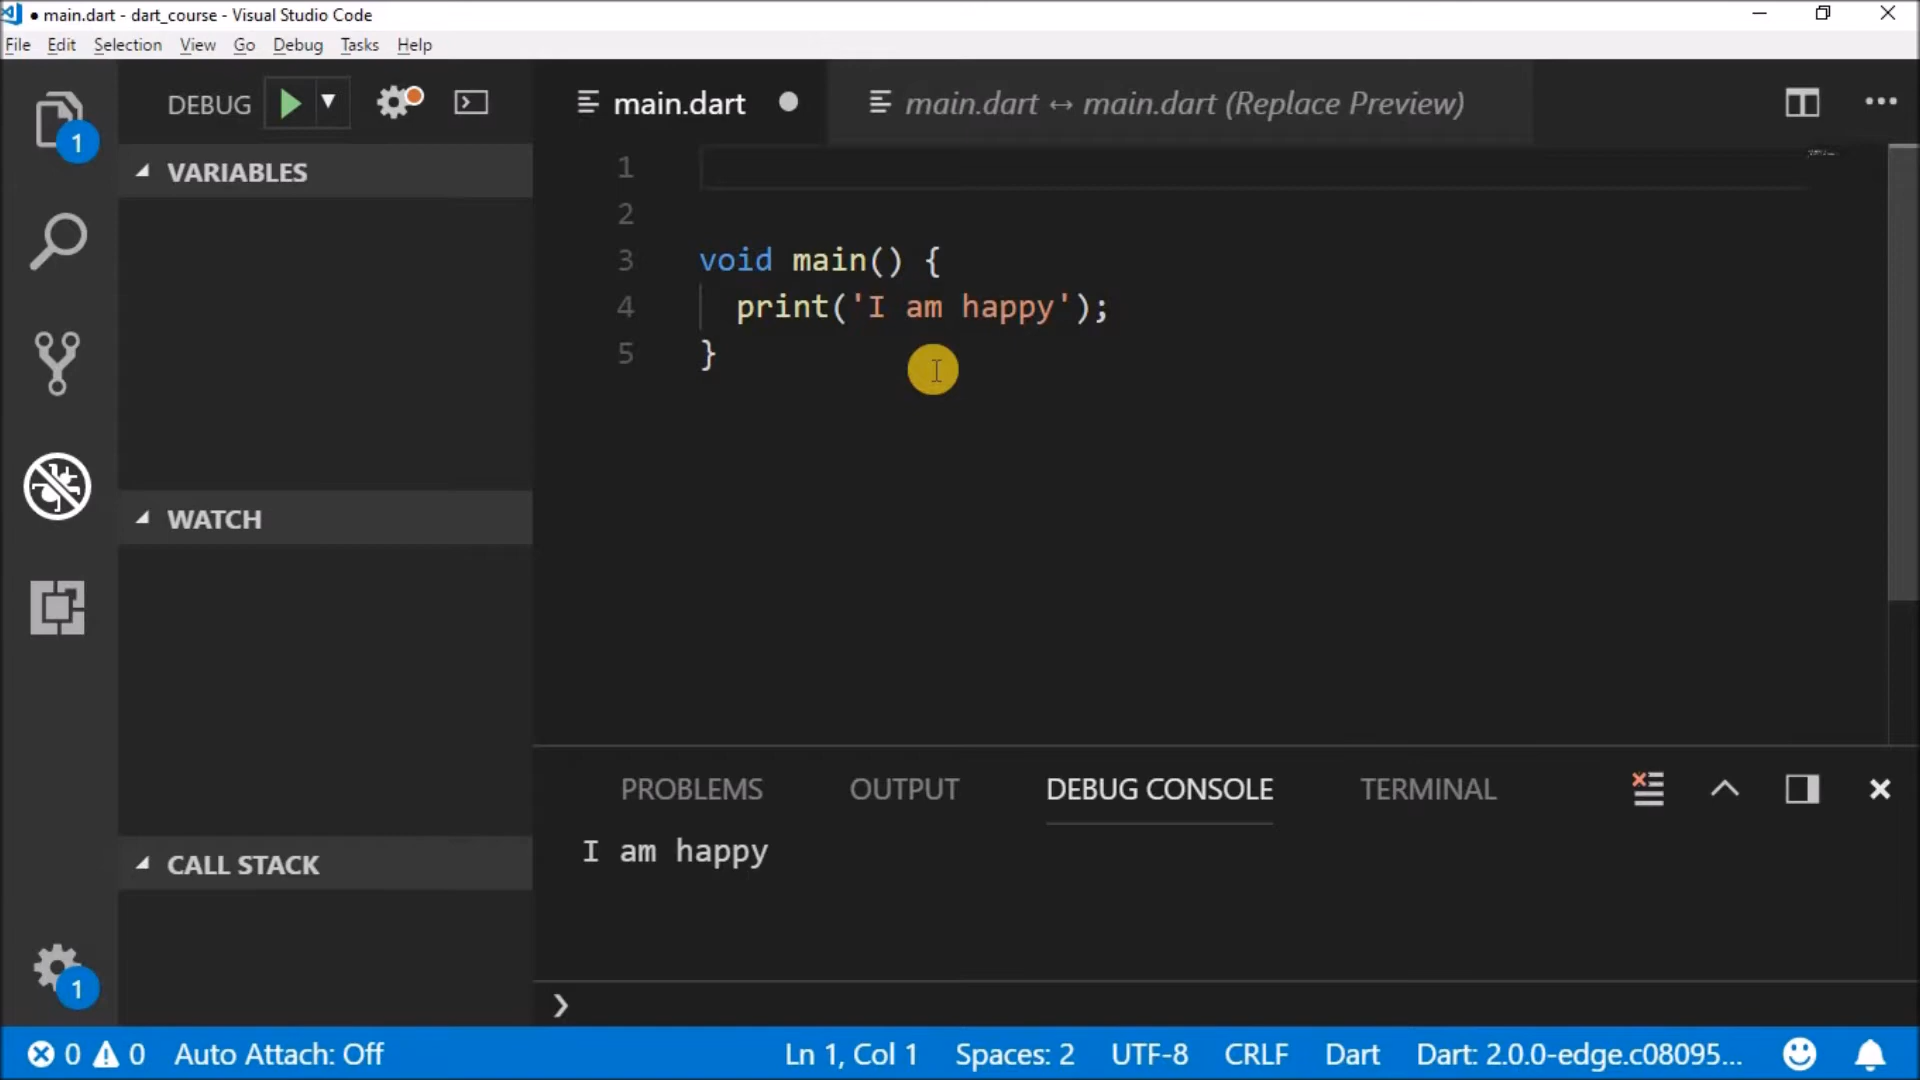 ● main.dart - dart_course - Visual Studio Code
File Edit Selection View Go Debug Tasks Help
DEBUG
main.dart ●
main.dart ↔ main.dart (Replace Preview)
VARIABLES
WATCH
CALL STACK
1
1
1
2
3 void main() {
4 print('I am happy');
5 }
PROBLEMS OUTPUT DEBUG CONSOLE TERMINAL
I am happy
❯
0 0 Auto Attach: Off Ln 1, Col 1 Spaces: 2 UTF-8 CRLF Dart Dart: 2.0.0-edge.c08095...